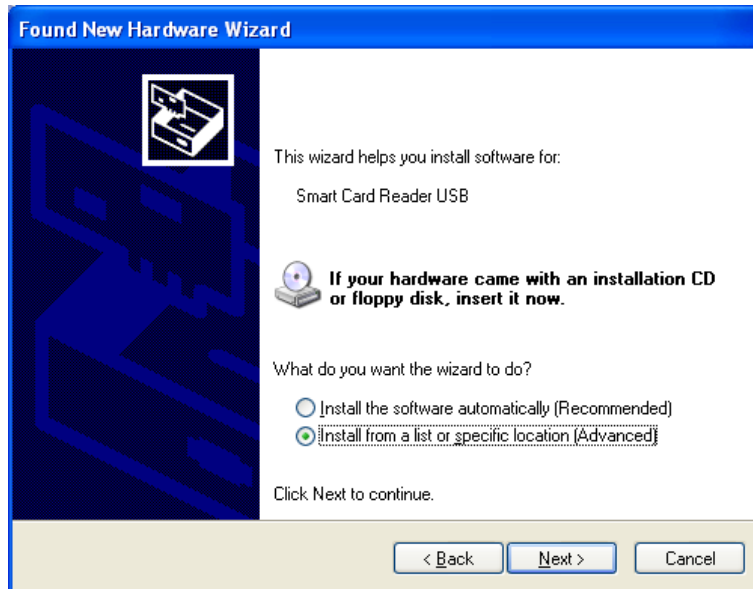 Found New Hardware Wizard
This wizard helps you install software for:
Smart Card Reader USB
If your hardware came with an installation CD
or floppy disk, insert it now.
What do you want the wizard to do?
Install the software automatically (Recommended)
Install from a list or specific location (Advanced)
Click Next to continue.
< Back
Next >
Cancel